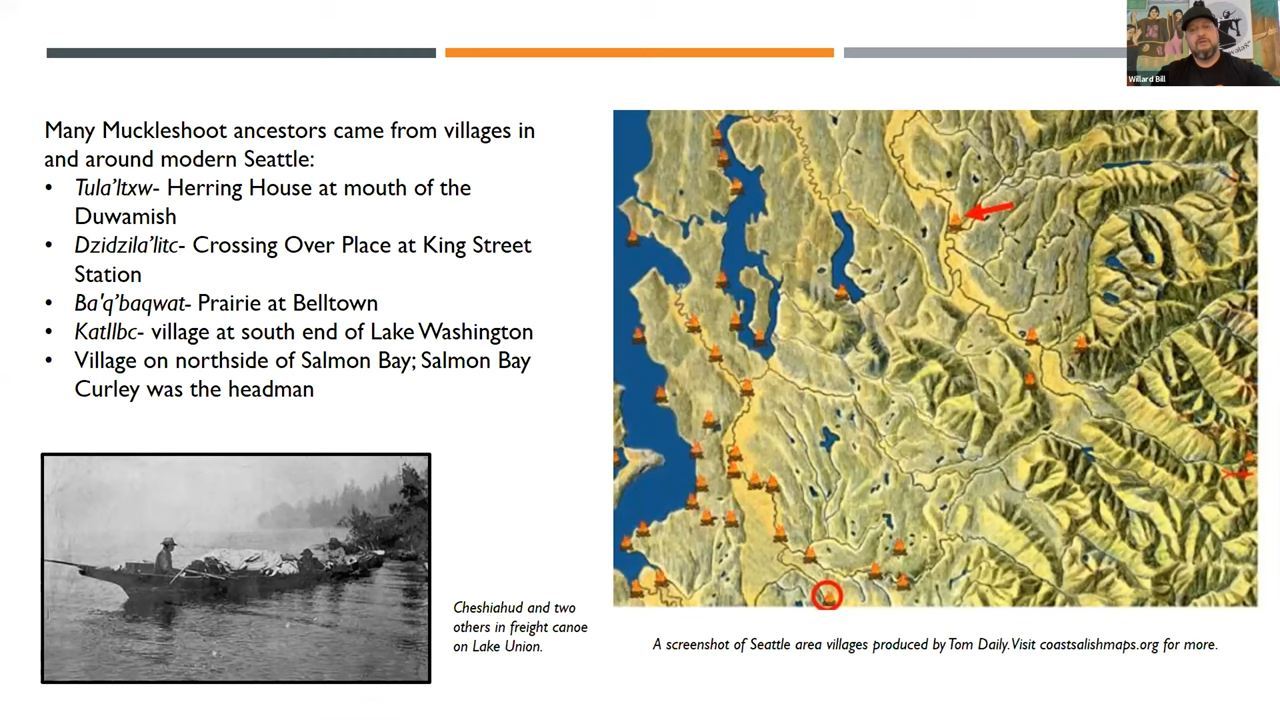 Willard Bill
Many Muckleshoot ancestors came from villages in
and around modern Seattle:
• Tula’ltxw- Herring House at mouth of the
Duwamish
• Dzidzila’litc- Crossing Over Place at King Street
Station
• Ba'q’baqwat- Prairie at Belltown
• Katllbc- village at south end of Lake Washington
• Village on northside of Salmon Bay; Salmon Bay
Curley was the headman
Cheshiahud and two
others in freight canoe
on Lake Union.
A screenshot of Seattle area villages produced by Tom Daily. Visit coastsalishmaps.org for more.